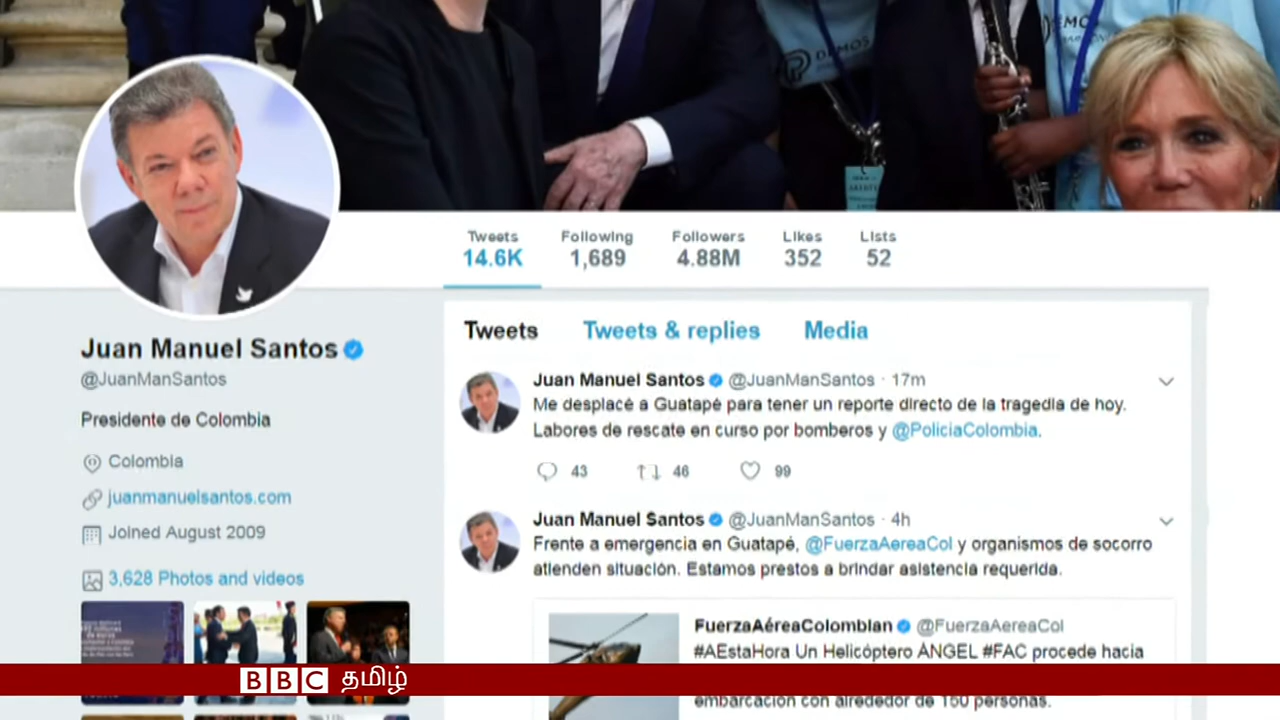 DEMOS
Tweets Following Followers Likes Lists
14.6K 1,689 4.88M 352 52
Juan Manuel Santos
@JuanManSantos
Presidente de Colombia
Colombia
juanmanuelsantos.com
Joined August 2009
3,628 Photos and videos
Tweets Tweets & replies Media
Juan Manuel Santos @JuanManSantos · 17m
Me desplacé a Guatapé para tener un reporte directo de la tragedia de hoy.
Labores de rescate en curso por bomberos y @PoliciaColombia.
43 46 99
Juan Manuel Santos @JuanManSantos · 4h
Frente a emergencia en Guatapé, @FuerzaAereaCol y organismos de socorro
atienden situación. Estamos prestos a brindar asistencia requerida.
FuerzaAéreaColombian @FuerzaAereaCol
#AEstaHora Un Helicóptero ÁNGEL #FAC procede hacia
embarcación con alrededor de 150 personas.
BBC தமிழ்